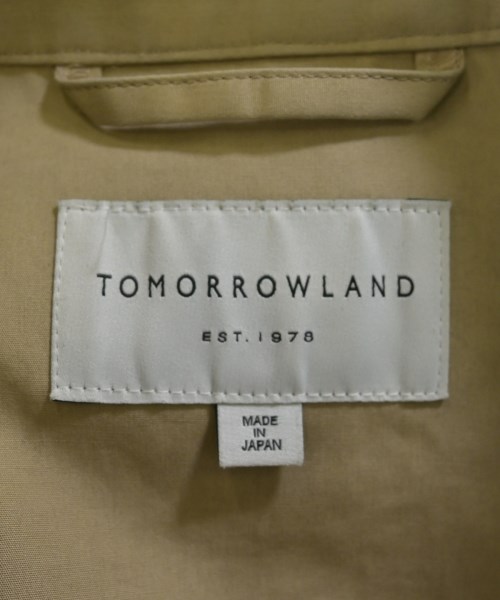 TOMORROWLAND
EST. 1978
MADE
IN
JAPAN